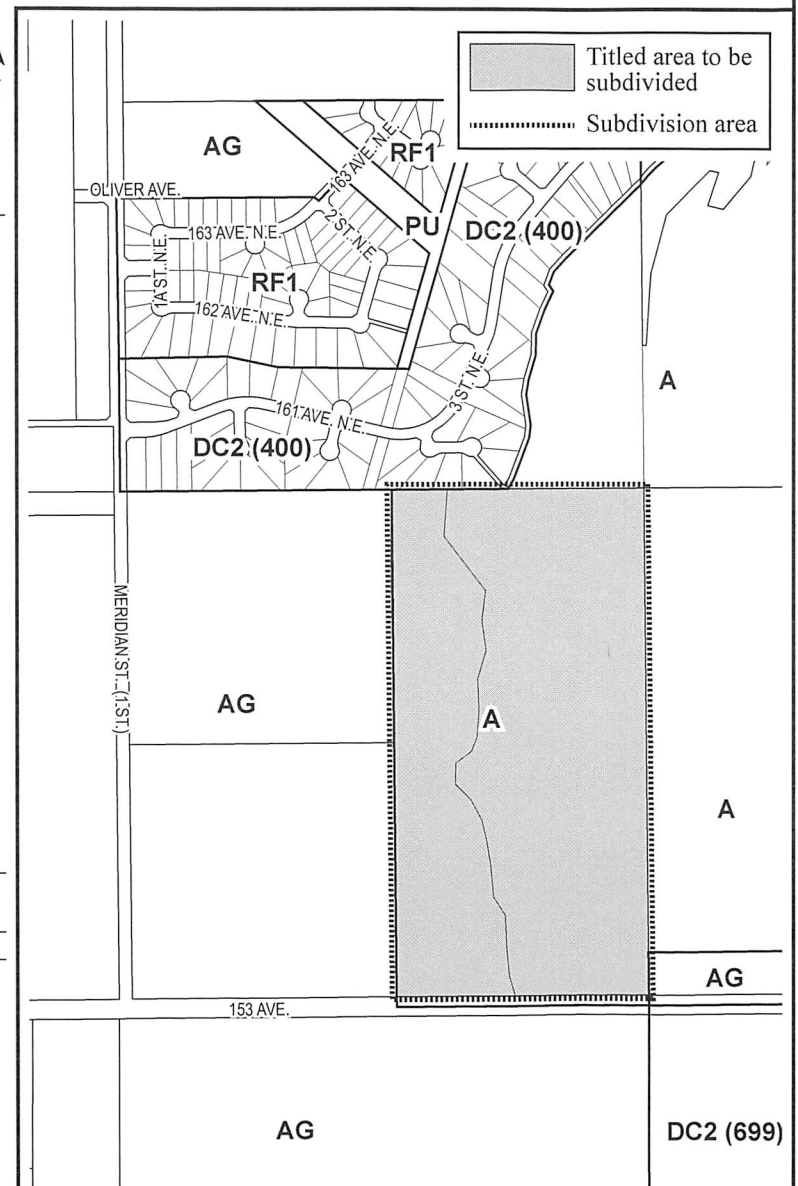 Titled area to be
subdivided
Subdivision area
AG
RF1
163 AVE. N.E.
OLIVER AVE.
PU
DC2 (400)
163 AVE. N.E.
2 ST. N.E.
1A ST. N.E.
RF1
162 AVE. N.E.
3 ST. N.E.
A
161 AVE. N.E.
DC2 (400)
MERIDIAN ST. (1 ST.)
AG
A
A
AG
153 AVE.
AG
DC2 (699)